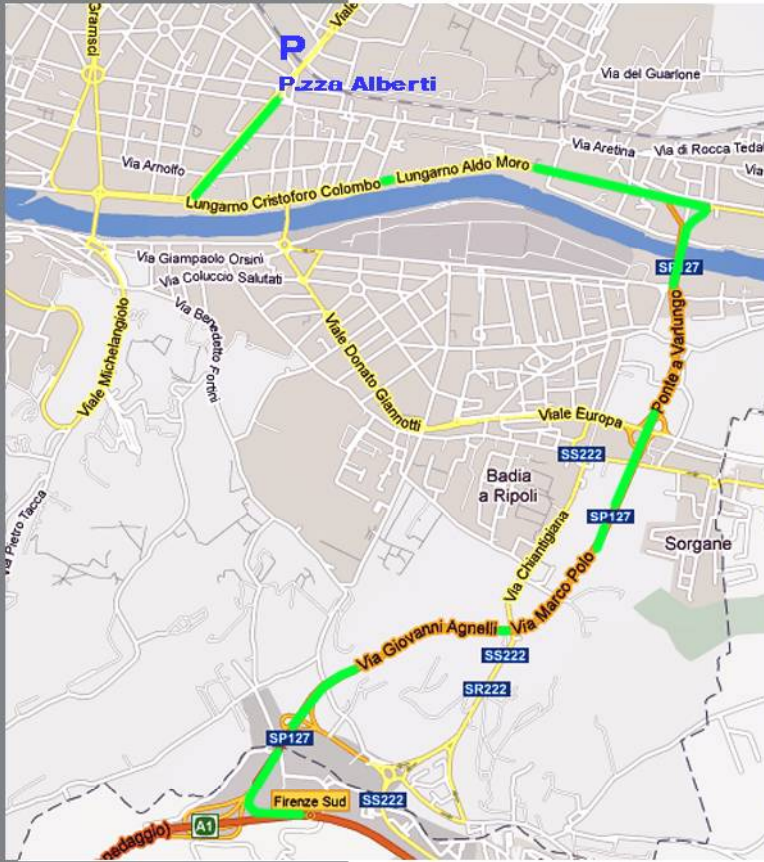 Gramsci
Viale
P
P.zza Alberti
Via del Guarlone
Via Arnolfo
Via Aretina
Via di Rocca Tedal
Via
Lungarno Cristoforo Colombo
Lungarno Aldo Moro
Via Giampaolo Orsini
Via Coluccio Salutati
SP127
Via Benedetto Fortini
Viale Michelangiolo
Viale Donato Giannotti
Ponte a Varlungo
Viale Europa
SS222
Badia
a Ripoli
SP127
Sorgane
Via Pietro Tacca
Via Chiantigiana
Via Marco Polo
Via Giovanni Agnelli
SS222
SR222
SP127
Firenze Sud
SS222
A1
nedaggio)